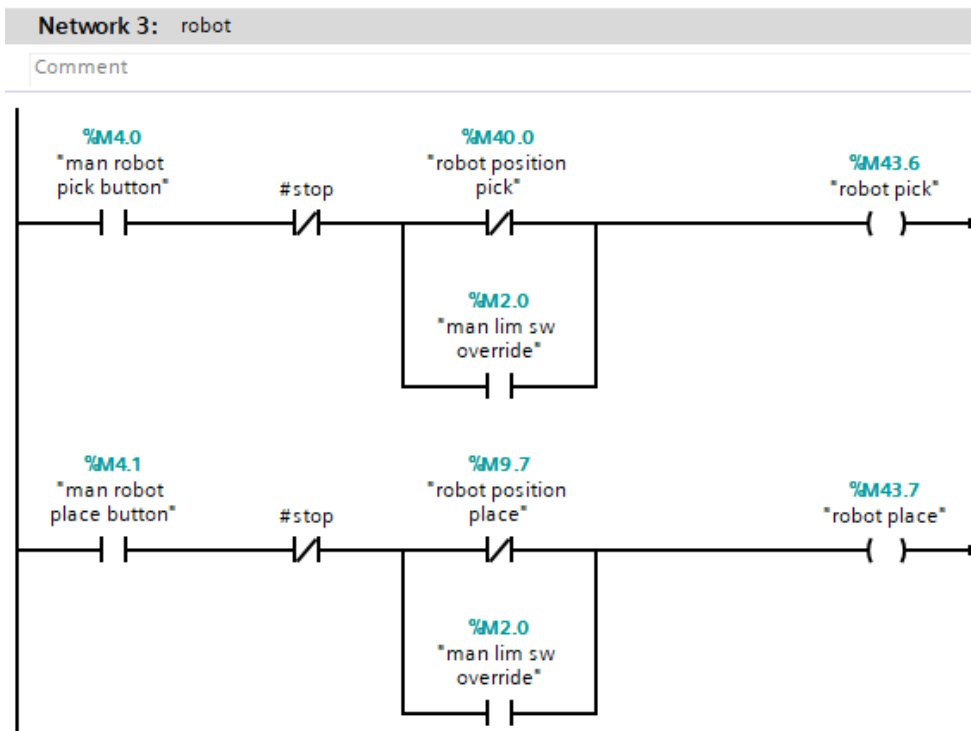 Network 3: robot
Comment
%M4.0
"man robot
pick button"
#stop
%M40.0
"robot position
pick"
%M43.6
"robot pick"
%M2.0
"man lim sw
override"
%M4.1
"man robot
place button"
#stop
%M9.7
"robot position
place"
%M43.7
"robot place"
%M2.0
"man lim sw
override"